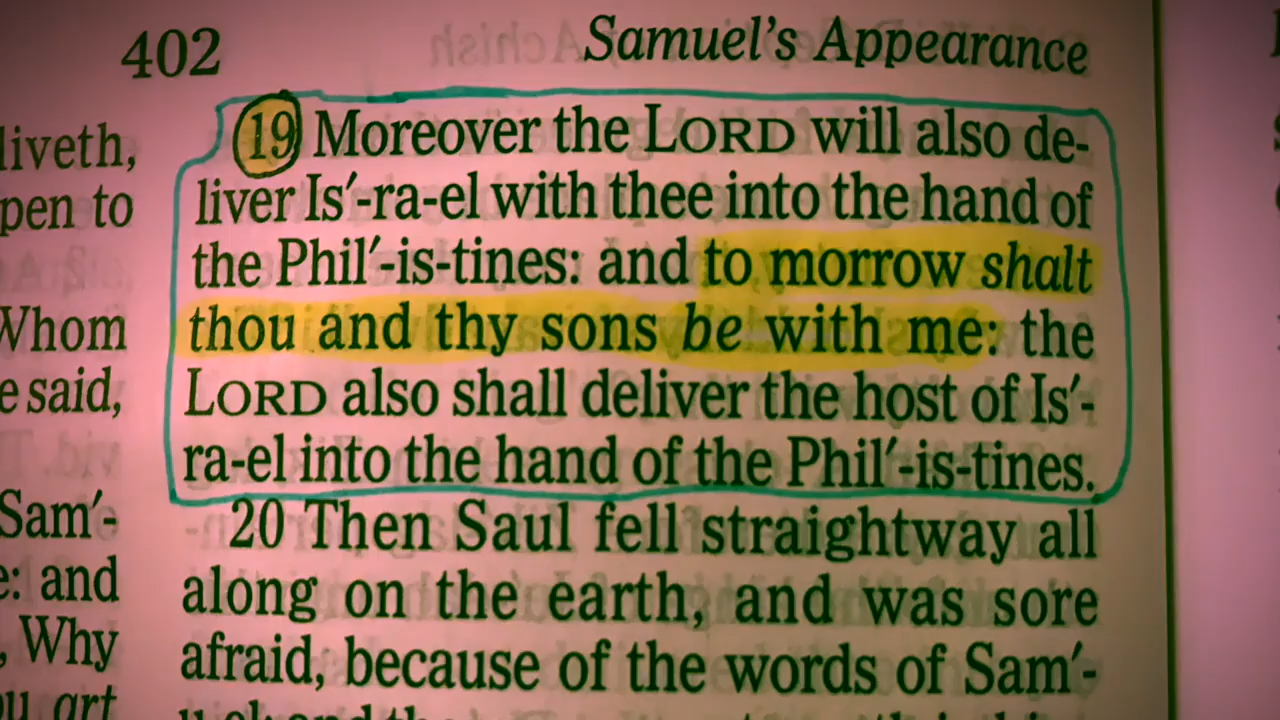 402
Samuel's Appearance
liveth,
pen to
Whom
e said,
Sam′-
e: and
, Why
ou art
19 Moreover the LORD will also de-
liver Is′-ra-el with thee into the hand of
the Phil′-is-tines: and to morrow shalt
thou and thy sons be with me: the
LORD also shall deliver the host of Is′-
ra-el into the hand of the Phil′-is-tines.
20 Then Saul fell straightway all
along on the earth, and was sore
afraid, because of the words of Sam′-